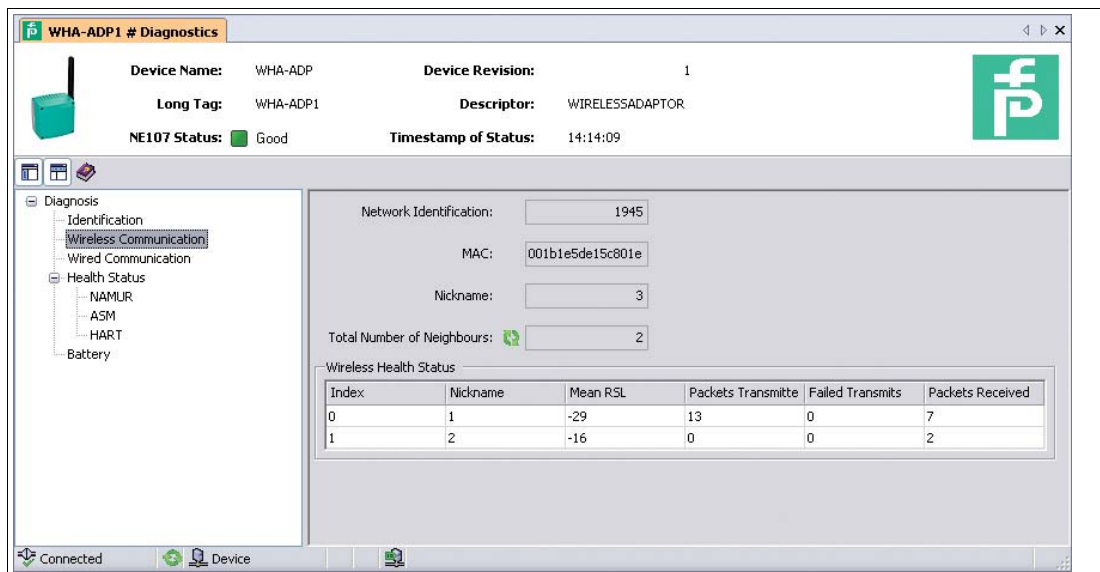 WHA-ADP1 # Diagnostics
Device Name: WHA-ADP Device Revision: 1
Long Tag: WHA-ADP1 Descriptor: WIRELESSADAPTOR
NE107 Status: Good Timestamp of Status: 14:14:09
Diagnosis
Identification
Wireless Communication
Wired Communication
Health Status
NAMUR
ASM
HART
Battery
Network Identification: 1945
MAC: 001b1e5de15c801e
Nickname: 3
Total Number of Neighbours: 2
Wireless Health Status
Index Nickname Mean RSL Packets Transmitte Failed Transmits Packets Received
0 1 -29 13 0 7
1 2 -16 0 0 2
Connected Device